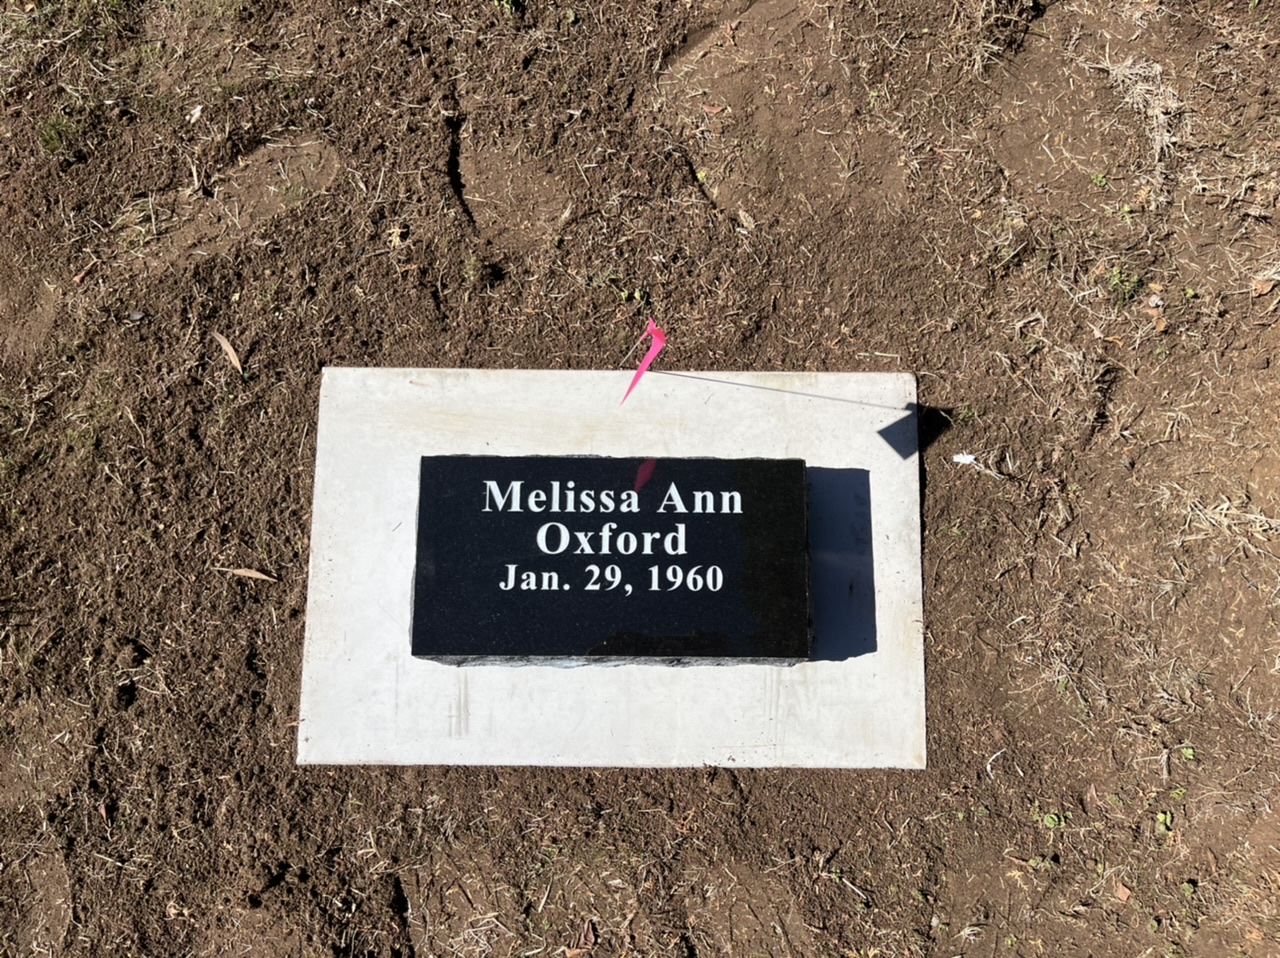 Melissa Ann
Oxford
Jan. 29, 1960